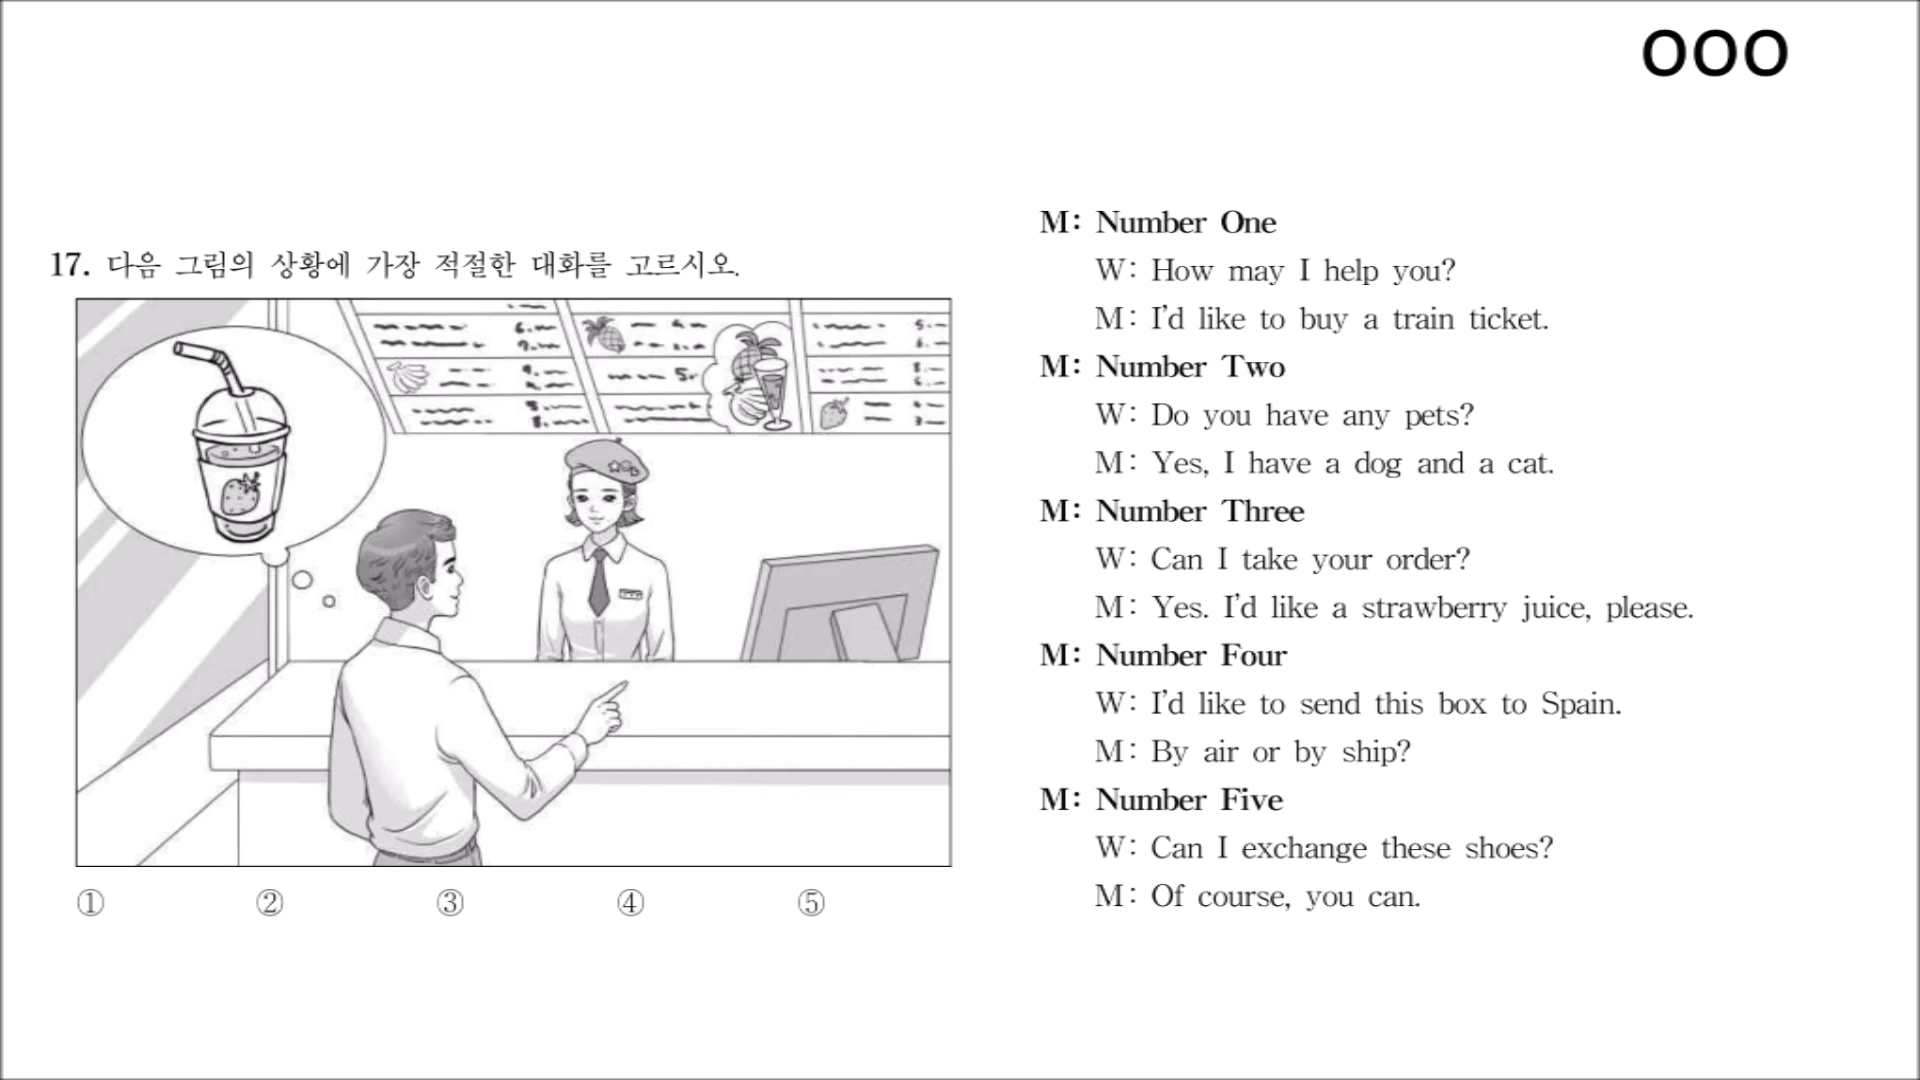 OOO
17. 다음 그림의 상황에 가장 적절한 대화를 고르시오.
① ② ③ ④ ⑤
M: Number One
W: How may I help you?
M: I'd like to buy a train ticket.
M: Number Two
W: Do you have any pets?
M: Yes, I have a dog and a cat.
M: Number Three
W: Can I take your order?
M: Yes. I'd like a strawberry juice, please.
M: Number Four
W: I'd like to send this box to Spain.
M: By air or by ship?
M: Number Five
W: Can I exchange these shoes?
M: Of course, you can.